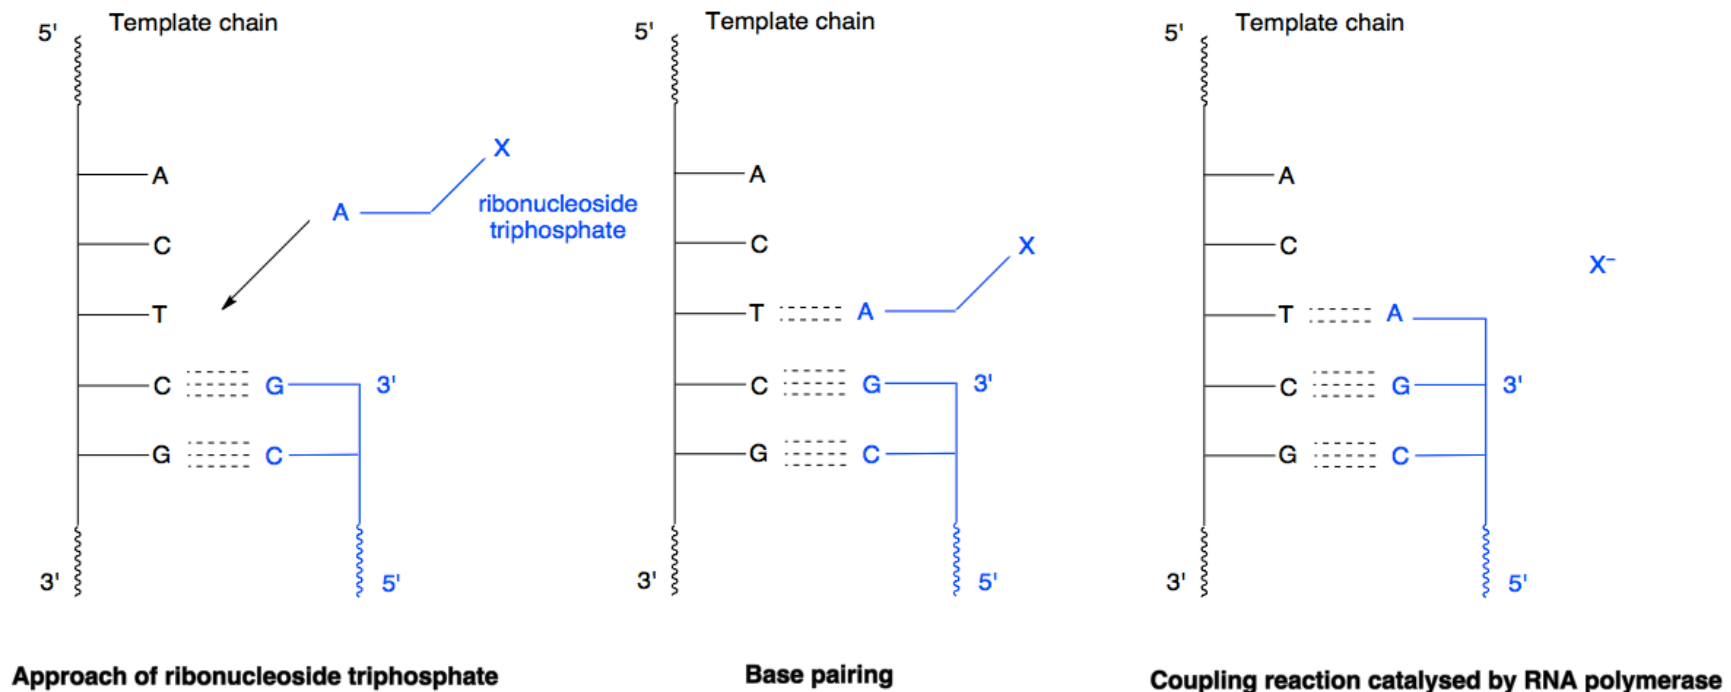 Template chain
5'
A
X
A
ribonucleoside
triphosphate
C
T
C G 3'
G C
3' 5'
Approach of ribonucleoside triphosphate
Template chain
5'
A
C X
T A
C G 3'
G C
3' 5'
Base pairing
Template chain
5'
A
C X⁻
T A
C G 3'
G C
3' 5'
Coupling reaction catalysed by RNA polymerase